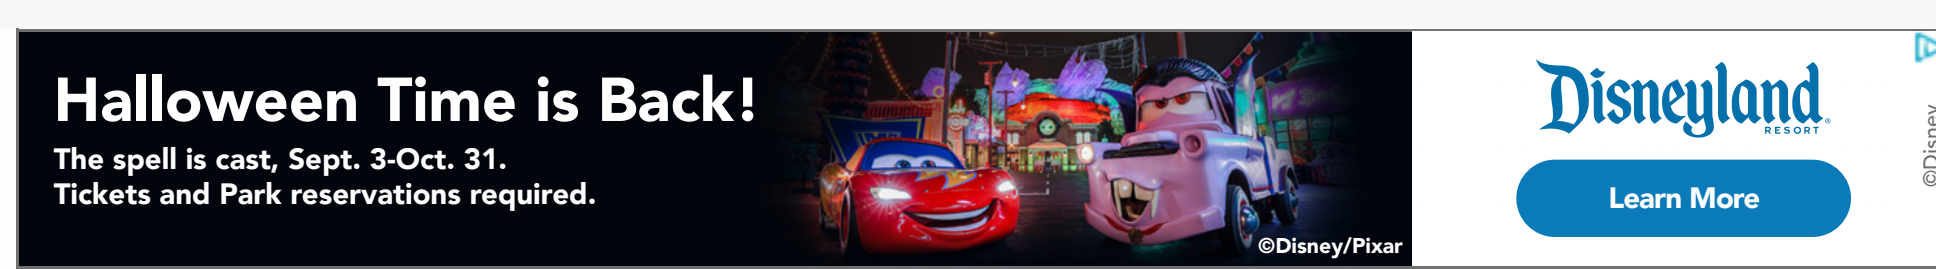 Halloween Time is Back!
The spell is cast, Sept. 3-Oct. 31.
Tickets and Park reservations required.
©Disney/Pixar
Disneyland
RESORT®
Learn More
©Disney